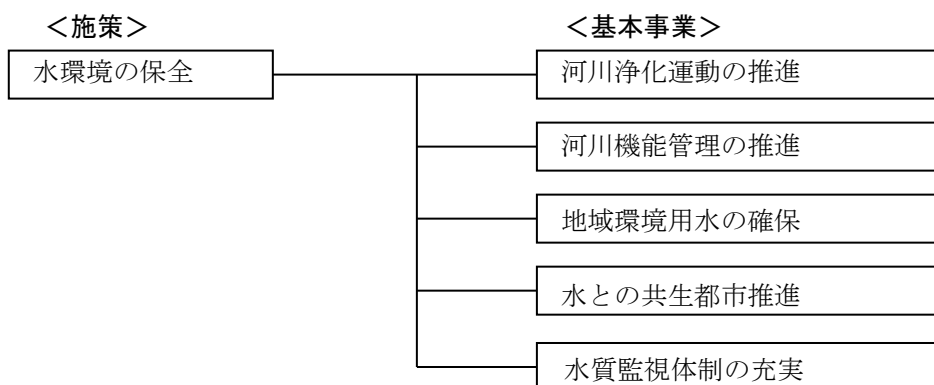 ＜施策＞
＜基本事業＞
水環境の保全
河川浄化運動の推進
河川機能管理の推進
地域環境用水の確保
水との共生都市推進
水質監視体制の充実